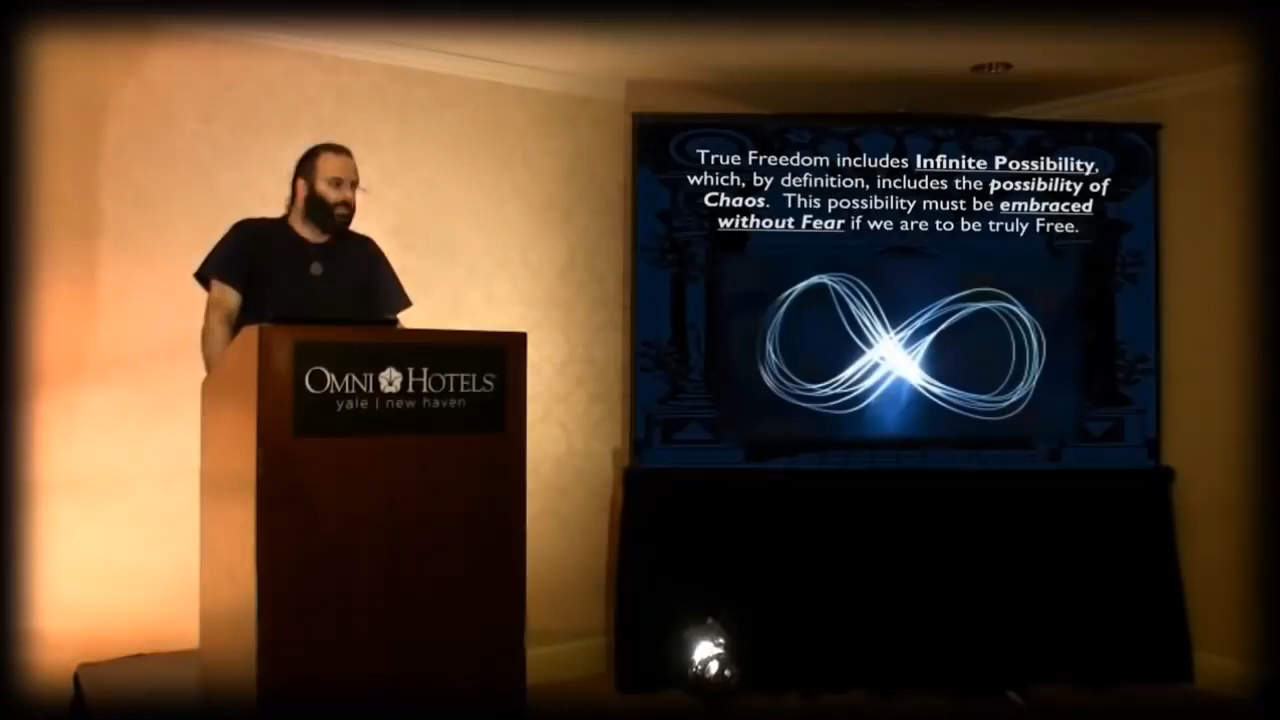 True Freedom includes Infinite Possibility,
which, by definition, includes the possibility of
Chaos. This possibility must be embraced
without Fear if we are to be truly Free.
OMNI HOTELS
yale | new haven